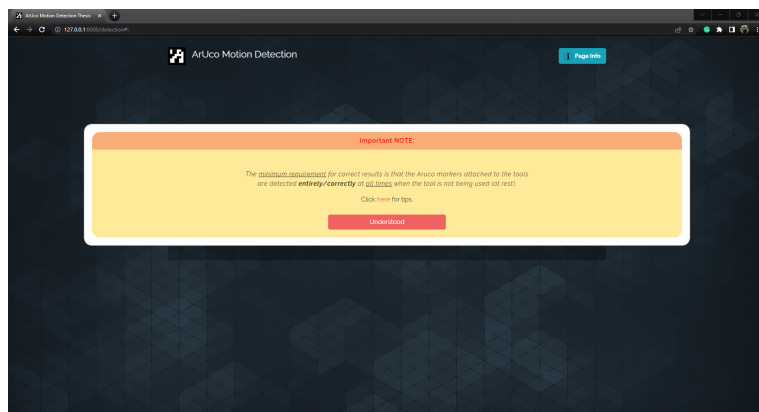 ArUco Motion Detection Thesis
127.0.0.1:8000/detection#!
ArUco Motion Detection
Page Info
Important NOTE:
The minimum requirement for correct results is that the Aruco markers attached to the tools
are detected entirely/correctly at all times when the tool is not being used (at rest).
Click here for tips.
Understood